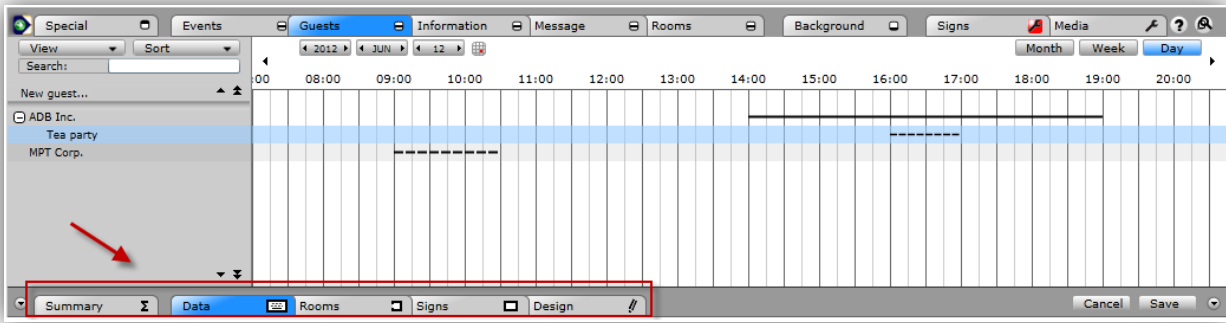 Special Events Guests Information Message Rooms Background Signs Media ?
View Sort 2012 JUN 12 Month Week Day
Search:
:00 08:00 09:00 10:00 11:00 12:00 13:00 14:00 15:00 16:00 17:00 18:00 19:00 20:00
New guest...
ADB Inc.
Tea party
MPT Corp.
Summary Σ Data Rooms Signs Design Cancel Save